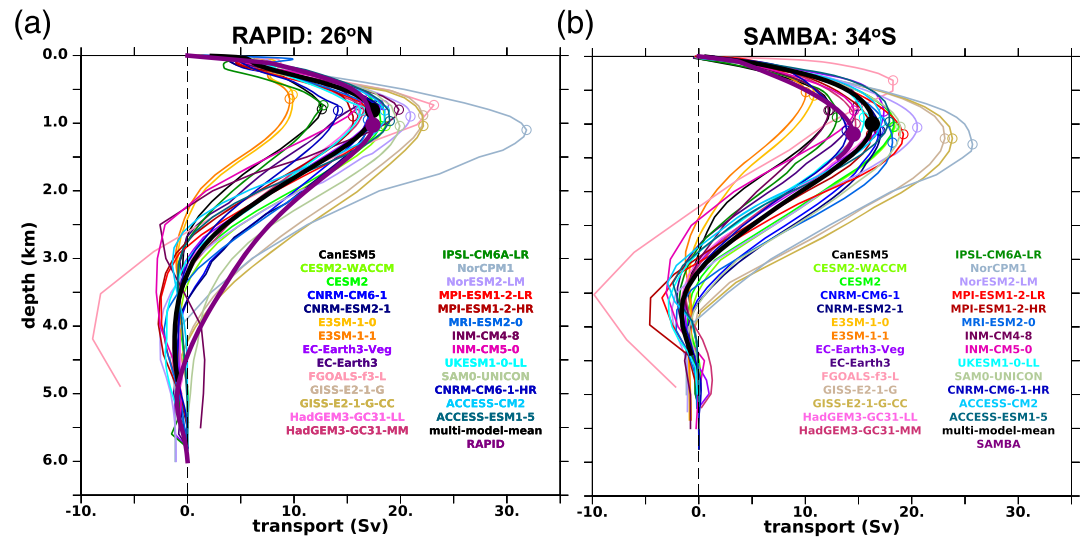 (a)
RAPID: 26ºN
0.0
1.0
2.0
3.0
4.0
5.0
6.0
depth (km)
CanESM5
CESM2-WACCM
CESM2
CNRM-CM6-1
CNRM-ESM2-1
E3SM-1-0
E3SM-1-1
EC-Earth3-Veg
EC-Earth3
FGOALS-f3-L
GISS-E2-1-G
GISS-E2-1-G-CC
HadGEM3-GC31-LL
HadGEM3-GC31-MM
IPSL-CM6A-LR
NorCPM1
NorESM2-LM
MPI-ESM1-2-LR
MPI-ESM1-2-HR
MRI-ESM2-0
INM-CM4-8
INM-CM5-0
UKESM1-0-LL
SAM0-UNICON
CNRM-CM6-1-HR
ACCESS-CM2
ACCESS-ESM1-5
multi-model-mean
RAPID
-10. 0. 10. 20. 30.
transport (Sv)
(b)
SAMBA: 34ºS
CanESM5
CESM2-WACCM
CESM2
CNRM-CM6-1
CNRM-ESM2-1
E3SM-1-0
E3SM-1-1
EC-Earth3-Veg
EC-Earth3
FGOALS-f3-L
GISS-E2-1-G
GISS-E2-1-G-CC
HadGEM3-GC31-LL
HadGEM3-GC31-MM
IPSL-CM6A-LR
NorCPM1
NorESM2-LM
MPI-ESM1-2-LR
MPI-ESM1-2-HR
MRI-ESM2-0
INM-CM4-8
INM-CM5-0
UKESM1-0-LL
SAM0-UNICON
CNRM-CM6-1-HR
ACCESS-CM2
ACCESS-ESM1-5
multi-model-mean
SAMBA
-10. 0. 10. 20. 30.
transport (Sv)